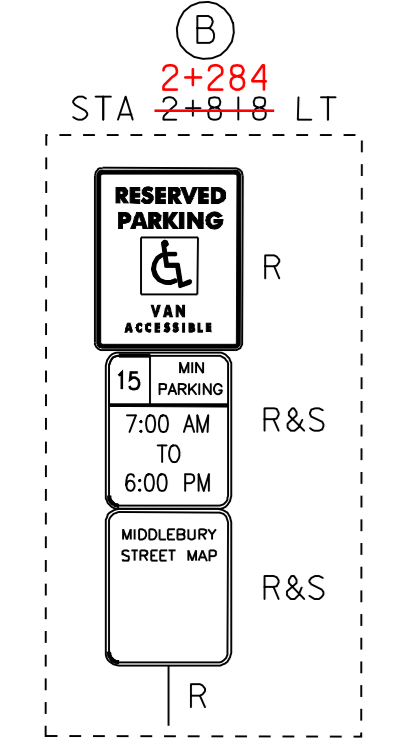 B
2+284
STA 2+818 LT
RESERVED
PARKING
VAN
ACCESSIBLE
R
15 MIN
PARKING
7:00 AM
TO
6:00 PM
R&S
MIDDLEBURY
STREET MAP
R&S
R